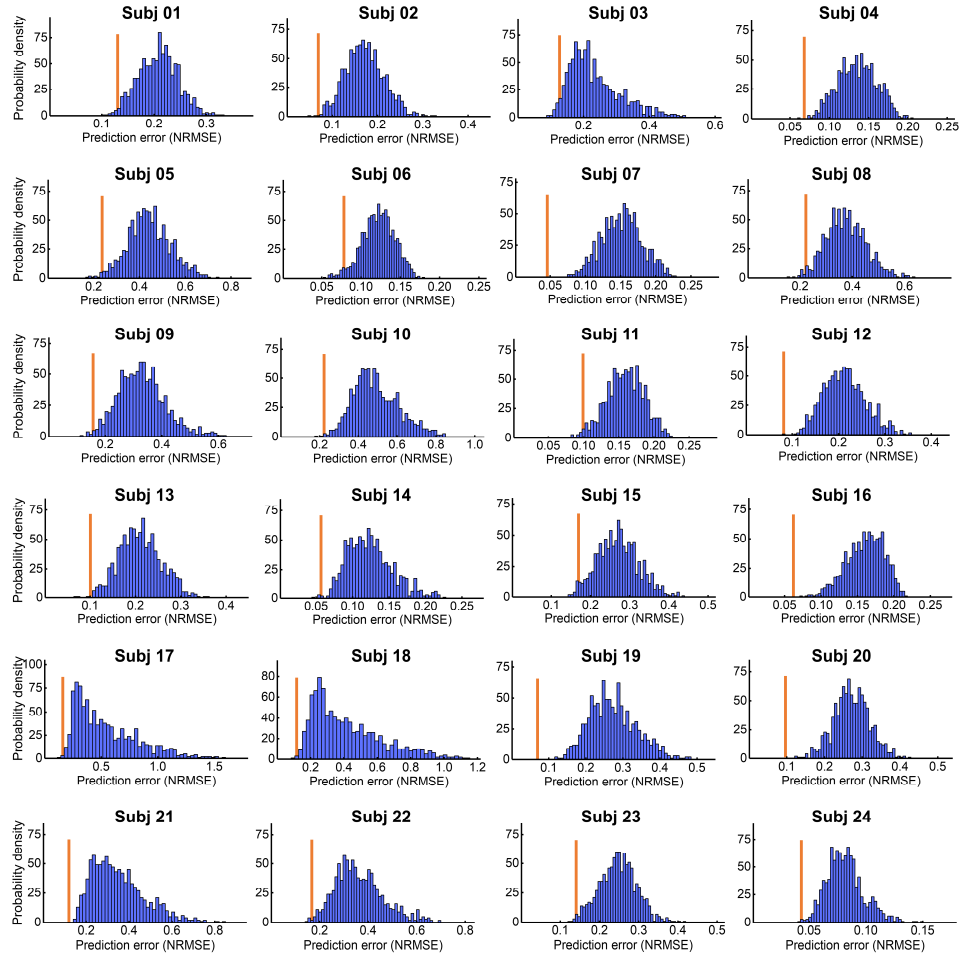 Subj 01 Subj 02 Subj 03 Subj 04
Probability density
75 75 75 75
50 50 50 50
25 25 25 25
0 0 0 0
0.1 0.2 0.3 0.1 0.2 0.3 0.4 0.2 0.4 0.6 0.05 0.10 0.15 0.20 0.25
Prediction error (NRMSE) Prediction error (NRMSE) Prediction error (NRMSE) Prediction error (NRMSE)
Subj 05 Subj 06 Subj 07 Subj 08
Probability density
75 75 75 75
50 50 50 50
25 25 25 25
0 0 0 0
0.2 0.4 0.6 0.8 0.05 0.10 0.15 0.20 0.25 0.05 0.10 0.15 0.20 0.25 0.2 0.4 0.6
Prediction error (NRMSE) Prediction error (NRMSE) Prediction error (NRMSE) Prediction error (NRMSE)
Subj 09 Subj 10 Subj 11 Subj 12
Probability density
75 75 75 75
50 50 50 50
25 25 25 25
0 0 0 0
0.2 0.4 0.6 0.2 0.4 0.6 0.8 1.0 0.05 0.10 0.15 0.20 0.25 0.1 0.2 0.3 0.4
Prediction error (NRMSE) Prediction error (NRMSE) Prediction error (NRMSE) Prediction error (NRMSE)
Subj 13 Subj 14 Subj 15 Subj 16
Probability density
75 75 75 75
50 50 50 50
25 25 25 25
0 0 0 0
0.1 0.2 0.3 0.4 0.05 0.10 0.15 0.20 0.25 0.1 0.2 0.3 0.4 0.5 0.05 0.10 0.15 0.20 0.25
Prediction error (NRMSE) Prediction error (NRMSE) Prediction error (NRMSE) Prediction error (NRMSE)
Subj 17 Subj 18 Subj 19 Subj 20
Probability density
100
75 80 75 75
50 60 50 50
25 40 25 25
0 20 0 0
0
0.5 1.0 1.5 0.2 0.4 0.6 0.8 1.0 1.2 0.1 0.2 0.3 0.4 0.5 0.1 0.2 0.3 0.4 0.5
Prediction error (NRMSE) Prediction error (NRMSE) Prediction error (NRMSE) Prediction error (NRMSE)
Subj 21 Subj 22 Subj 23 Subj 24
Probability density
75 75 75 75
50 50 50 50
25 25 25 25
0 0 0 0
0.2 0.4 0.6 0.8 0.2 0.4 0.6 0.8 0.1 0.2 0.3 0.4 0.5 0.05 0.10 0.15
Prediction error (NRMSE) Prediction error (NRMSE) Prediction error (NRMSE) Prediction error (NRMSE)